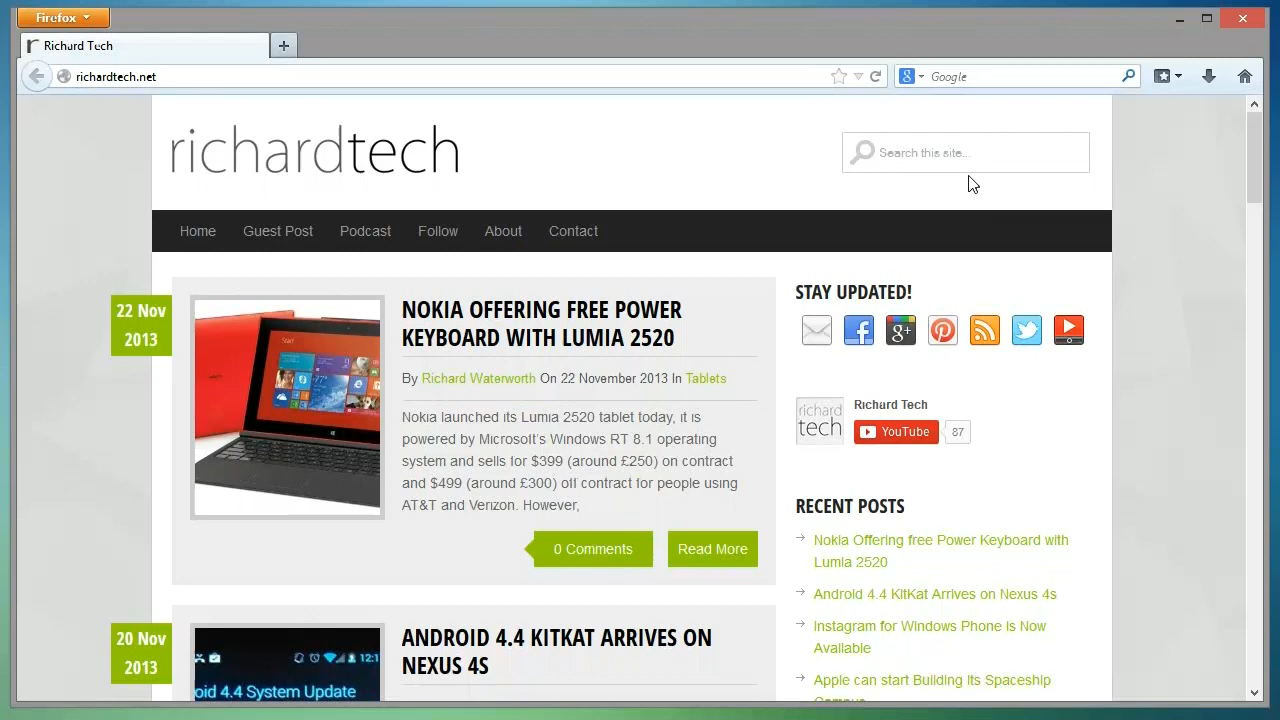 Firefox
Richard Tech
richardtech.net
Google
richardtech
Search this site...
Home Guest Post Podcast Follow About Contact
22 Nov
2013
Start
NOKIA OFFERING FREE POWER
KEYBOARD WITH LUMIA 2520
By Richard Waterworth On 22 November 2013 In Tablets
Nokia launched its Lumia 2520 tablet today, it is
powered by Microsoft's Windows RT 8.1 operating
system and sells for $399 (around £250) on contract
and $499 (around £300) off contract for people using
AT&T and Verizon. However,
0 Comments Read More
20 Nov
2013
12:1
oid 4.4 System Update
ANDROID 4.4 KITKAT ARRIVES ON
NEXUS 4S
STAY UPDATED!
richard
tech
Richard Tech
YouTube 87
RECENT POSTS
Nokia Offering free Power Keyboard with
Lumia 2520
Android 4.4 KitKat Arrives on Nexus 4s
Instagram for Windows Phone is Now
Available
Apple can start Building its Spaceship
Campus